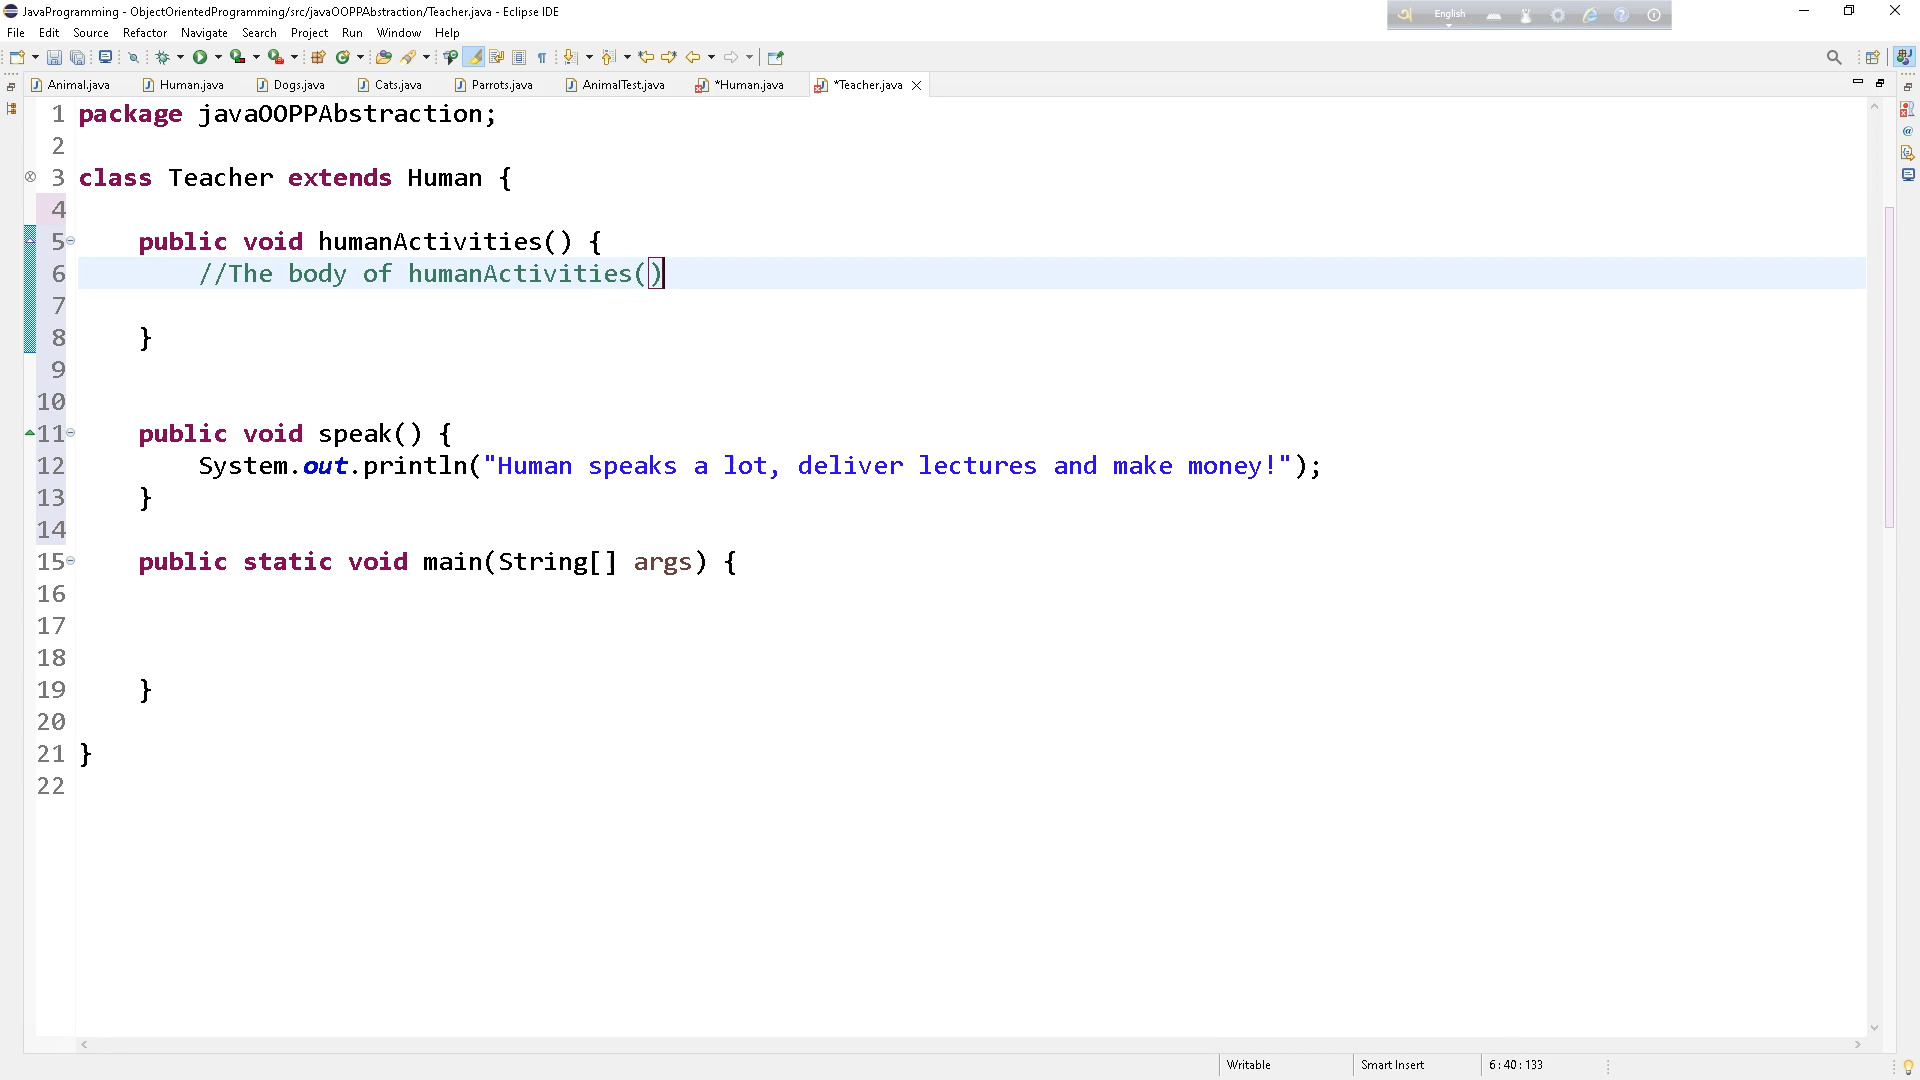 JavaProgramming - ObjectOrientedProgramming/src/javaOOPPAbstraction/Teacher.java - Eclipse IDE
English
File Edit Source Refactor Navigate Search Project Run Window Help
Animal.java Human.java Dogs.java Cats.java Parrots.java AnimalTest.java *Human.java *Teacher.java
1 package javaOOPPAbstraction;
2
3 class Teacher extends Human {
4
5 public void humanActivities() {
6 //The body of humanActivities()
7
8 }
9
10
11 public void speak() {
12 System.out.println("Human speaks a lot, deliver lectures and make money!");
13 }
14
15 public static void main(String[] args) {
16
17
18
19 }
20
21 }
22
Writable Smart Insert 6 : 40 : 133